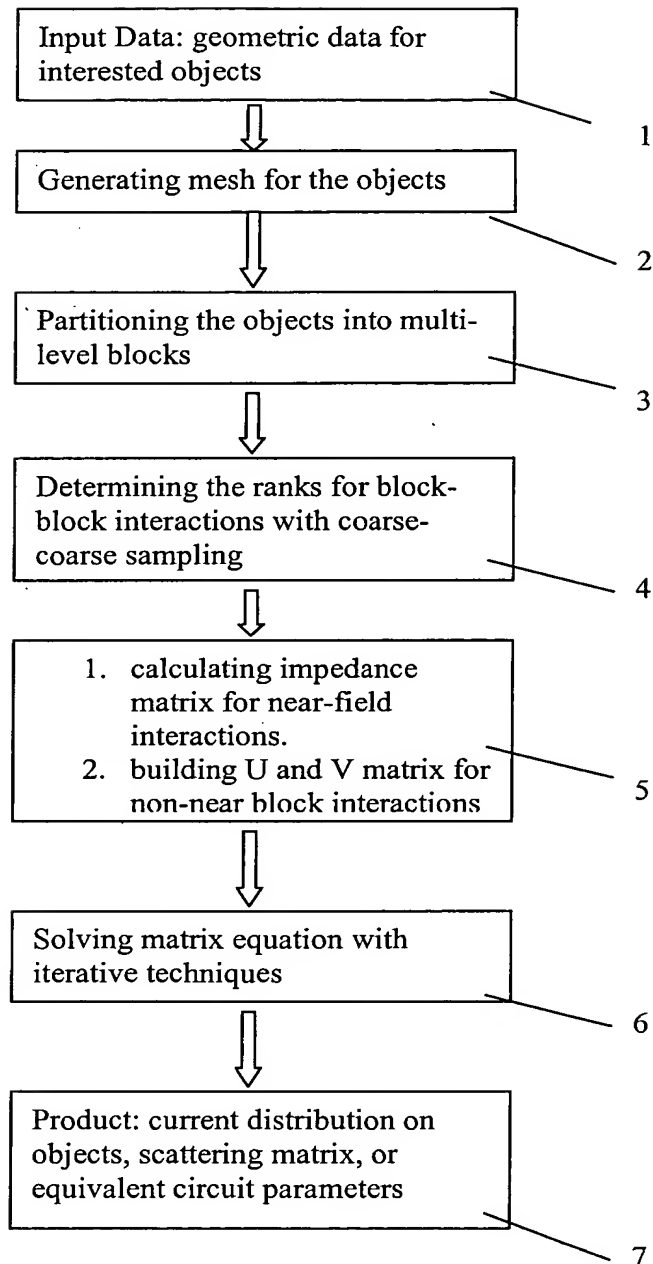 Input Data: geometric data for
interested objects
1
Generating mesh for the objects
2
Partitioning the objects into multi-
level blocks
3
Determining the ranks for block-
block interactions with coarse-
coarse sampling
4
1. calculating impedance
matrix for near-field
interactions.
2. building U and V matrix for
non-near block interactions
5
Solving matrix equation with
iterative techniques
6
Product: current distribution on
objects, scattering matrix, or
equivalent circuit parameters
7